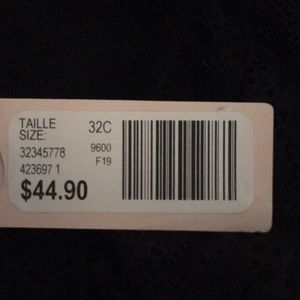 TAILLE
SIZE: 32C
32345778 9600
423697 1 F19
$44.90